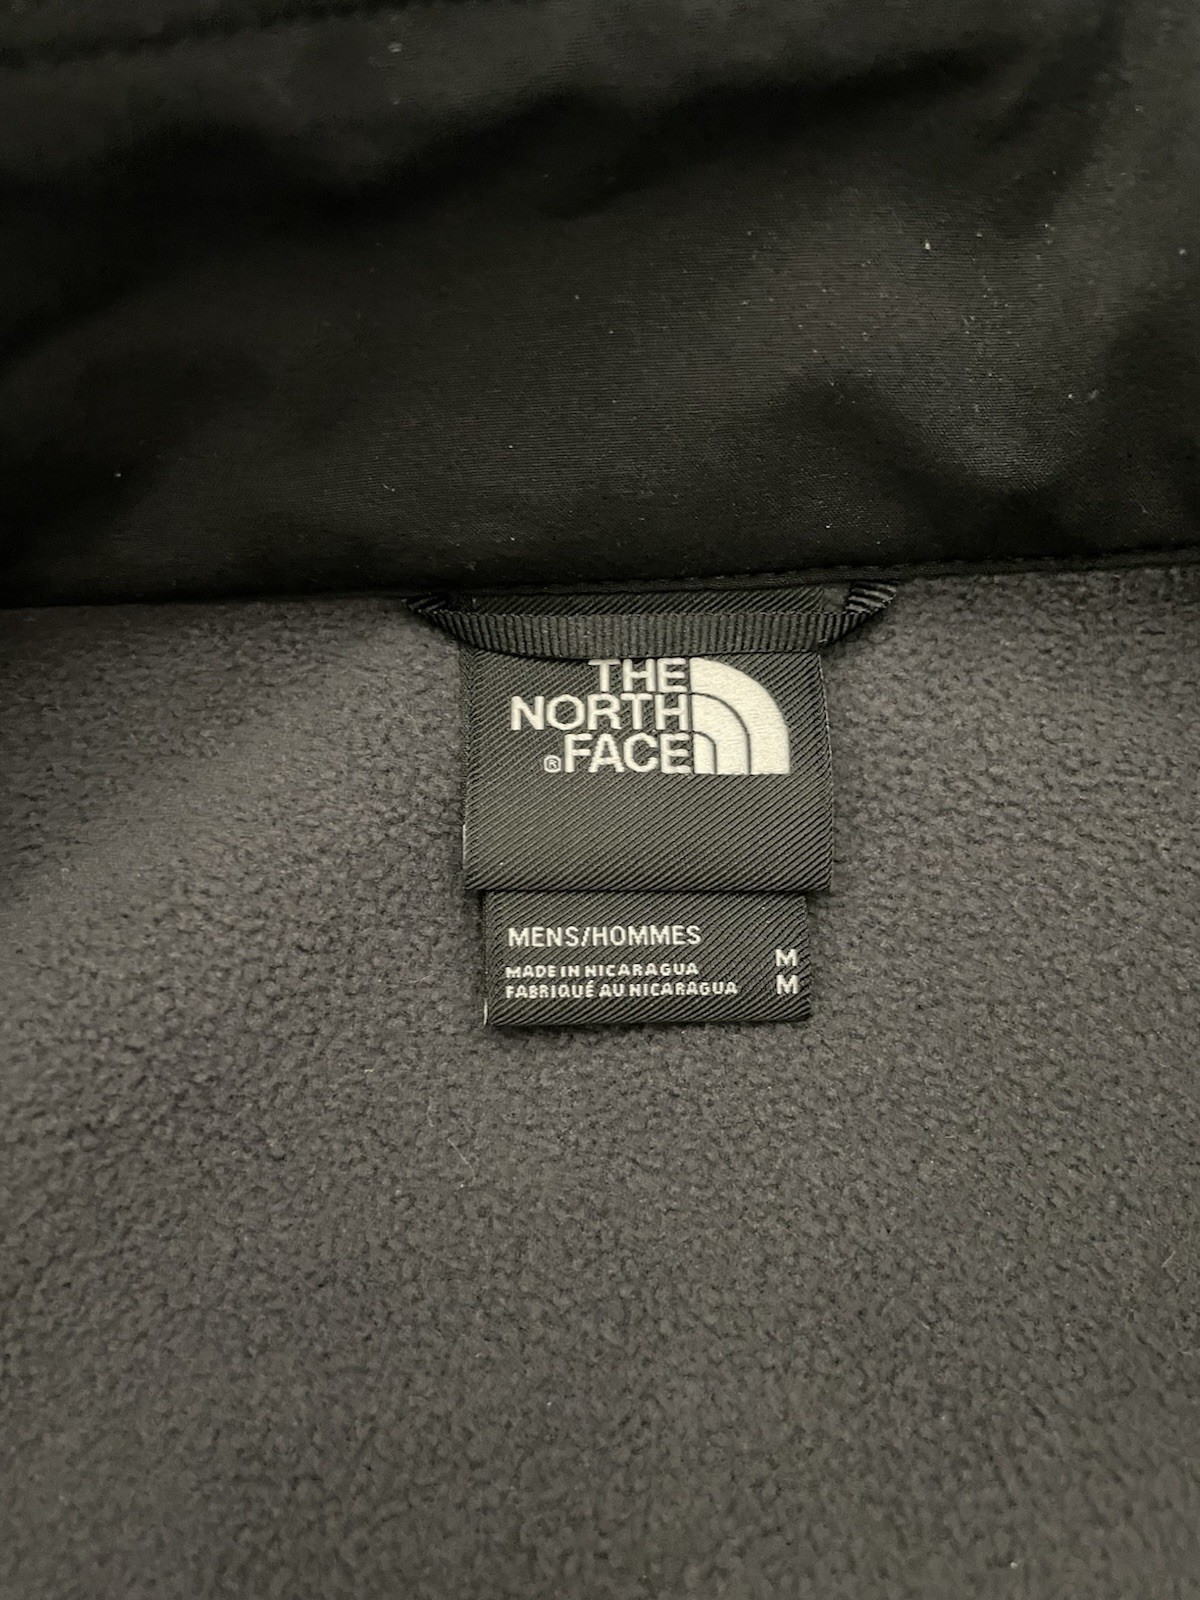 THE
NORTH
®FACE
MENS/HOMMES
MADE IN NICARAGUA M
FABRIQUÉ AU NICARAGUA M